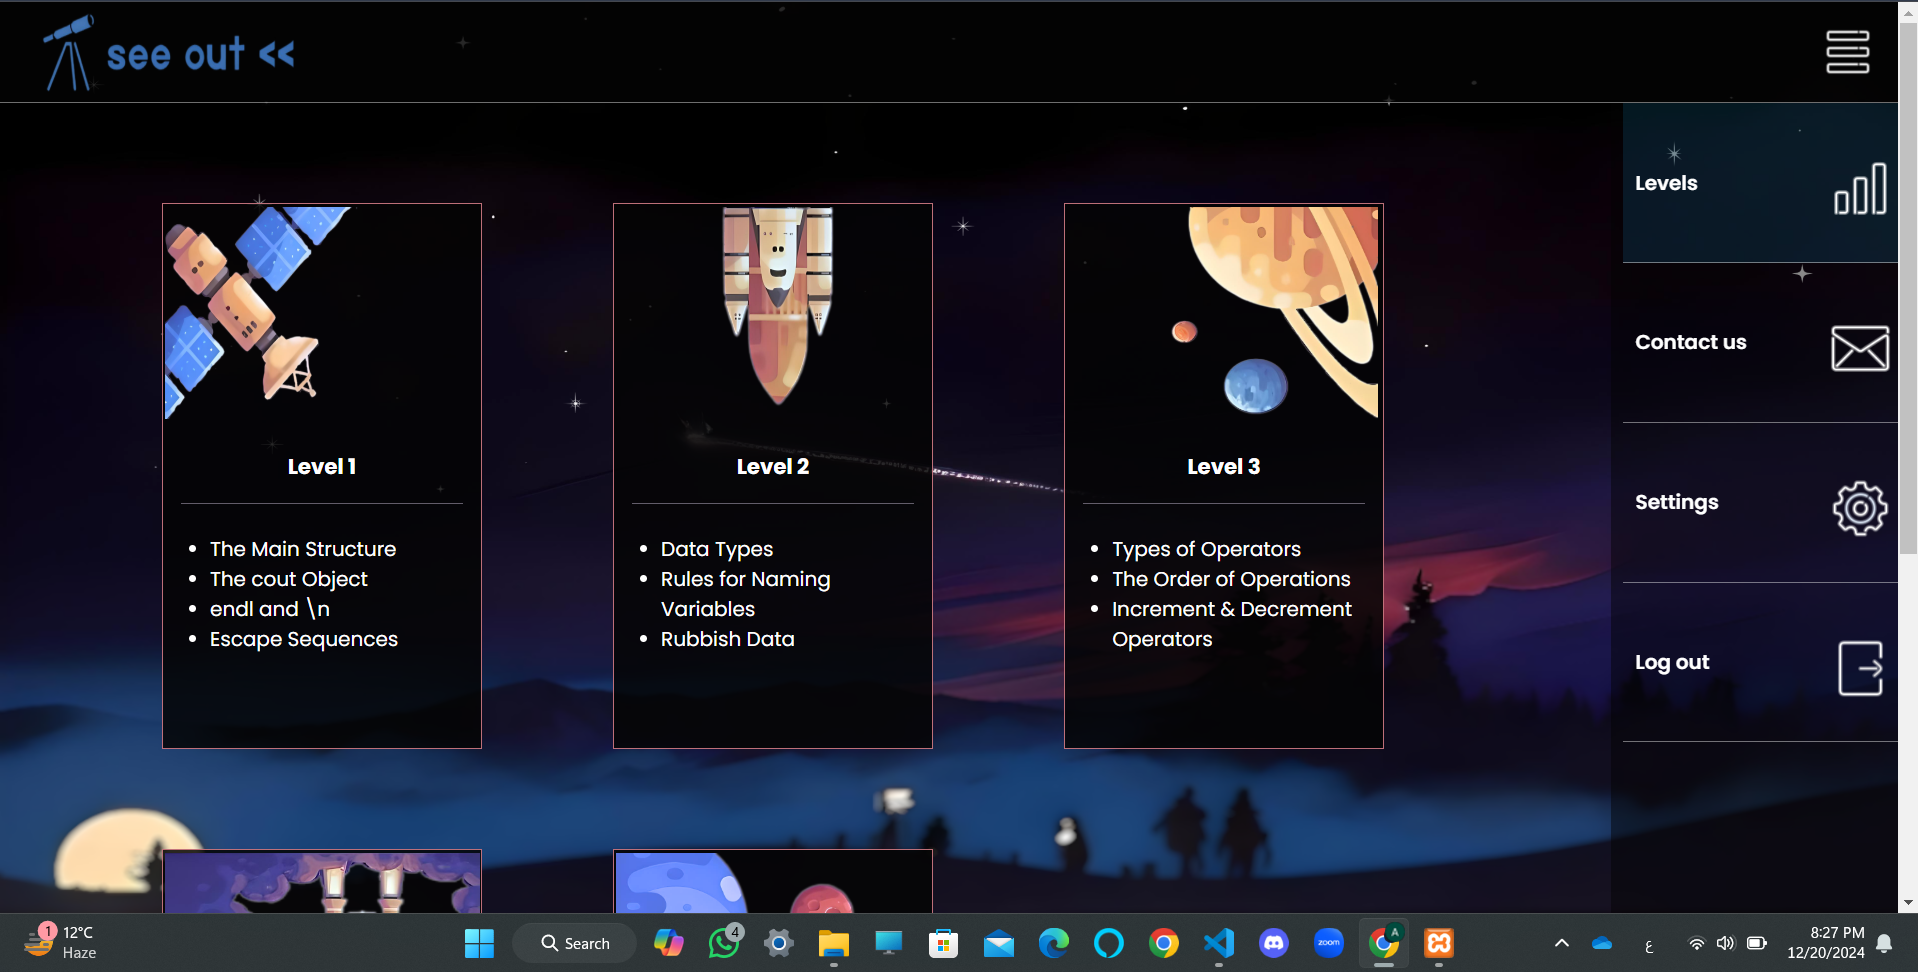 see out <<
Levels
Contact us
Settings
Log out
Level 1
The Main Structure
The cout Object
endl and \n
Escape Sequences
Level 2
Data Types
Rules for Naming
Variables
Rubbish Data
Level 3
Types of Operators
The Order of Operations
Increment & Decrement
Operators
1
12°C
Haze
Search
4
zoom
A
ع
8:27 PM
12/20/2024